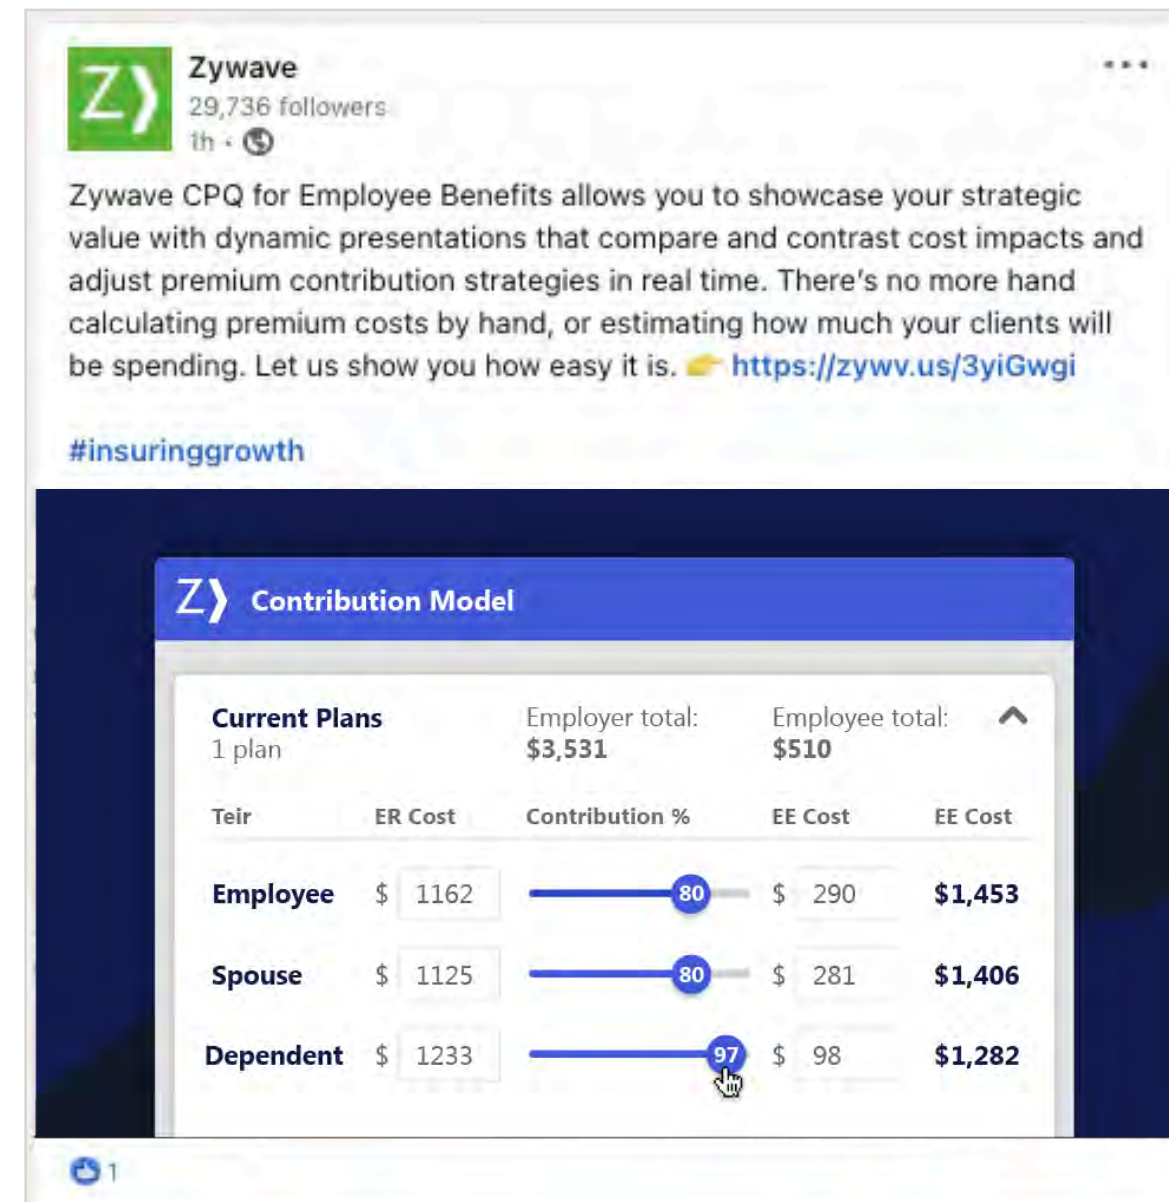 Z
Zywave
29,736 followers
1h •
Zywave CPQ for Employee Benefits allows you to showcase your strategic
value with dynamic presentations that compare and contrast cost impacts and
adjust premium contribution strategies in real time. There's no more hand
calculating premium costs by hand, or estimating how much your clients will
be spending. Let us show you how easy it is. 👉 https://zywv.us/3yiGwgi
#insuringgrowth
Z Contribution Model
Current Plans Employer total: Employee total:
1 plan $3,531 $510
Teir ER Cost Contribution % EE Cost EE Cost
Employee $ 1162 80 $ 290 $1,453
Spouse $ 1125 80 $ 281 $1,406
Dependent $ 1233 97 $ 98 $1,282
1